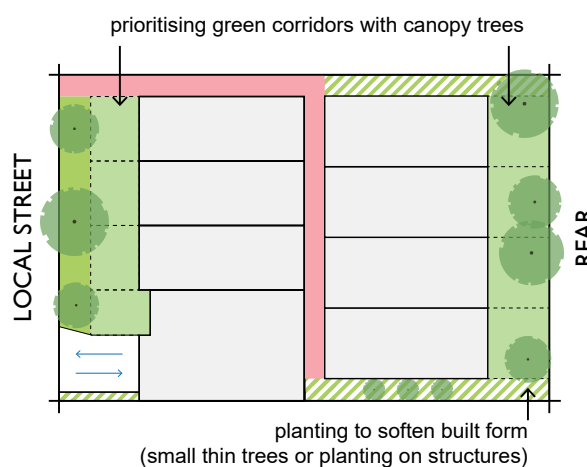 prioritising green corridors with canopy trees
LOCAL STREET
REAR
planting to soften built form
(small thin trees or planting on structures)